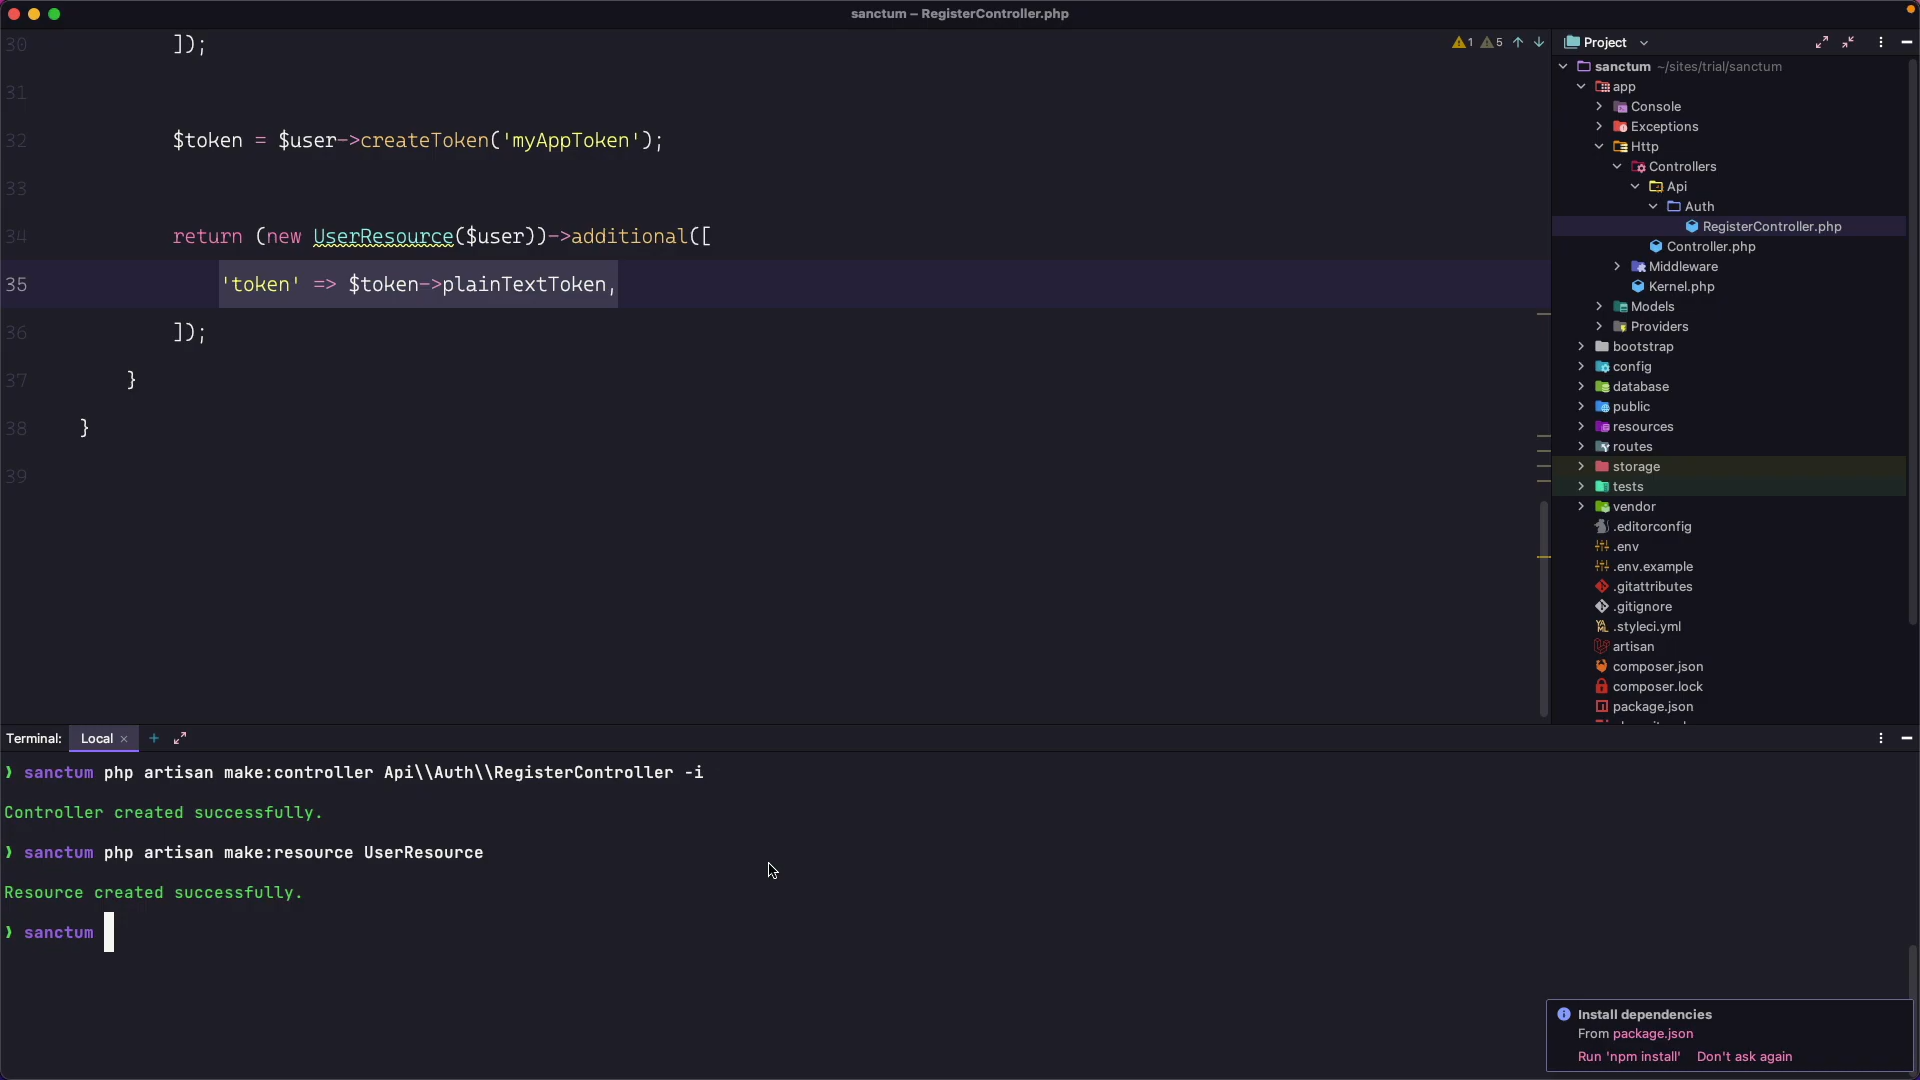 sanctum – RegisterController.php
30 ]);
31
32 $token = $user->createToken('myAppToken');
33
34 return (new UserResource($user))->additional([
35 'token' => $token->plainTextToken,
36 ]);
37 }
38 }
39
1 5
Project
sanctum ~/sites/trial/sanctum
app
Console
Exceptions
Http
Controllers
Api
Auth
RegisterController.php
Controller.php
Middleware
Kernel.php
Models
Providers
bootstrap
config
database
public
resources
routes
storage
tests
vendor
.editorconfig
.env
.env.example
.gitattributes
.gitignore
.styleci.yml
artisan
composer.json
composer.lock
package.json
Terminal: Local × +
❯ sanctum php artisan make:controller Api\\Auth\\RegisterController -i
Controller created successfully.
❯ sanctum php artisan make:resource UserResource
Resource created successfully.
❯ sanctum
Install dependencies
From package.json
Run 'npm install' Don't ask again